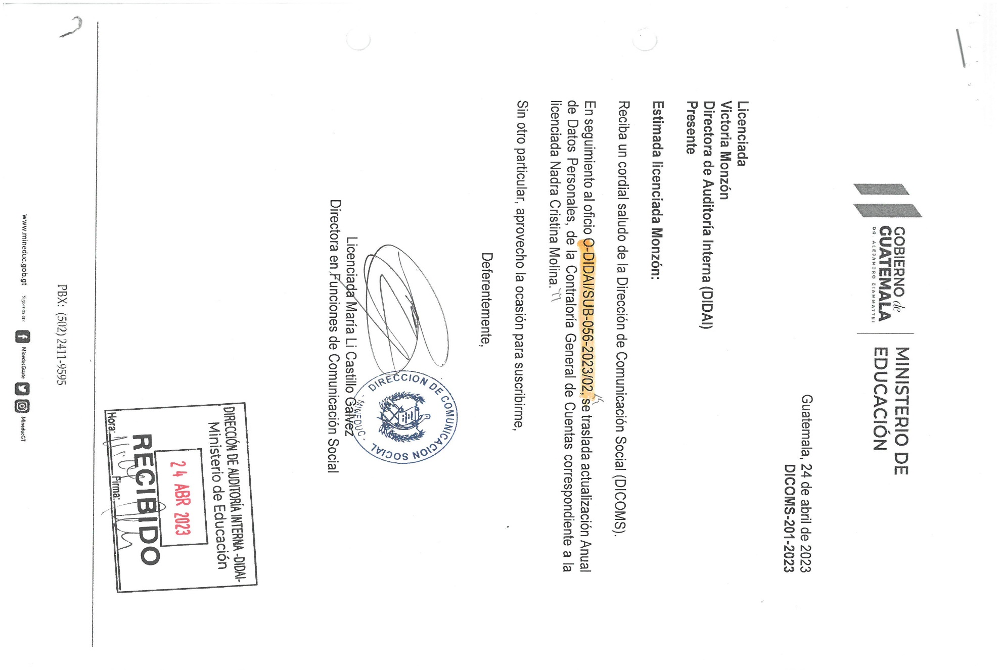 GOBIERNO de
GUATEMALA
DR. ALEJANDRO GIAMMATTEI
MINISTERIO DE
EDUCACIÓN
Guatemala, 24 de abril de 2023
DICOMS-201-2023
Licenciada
Victoria Monzón
Directora de Auditoría Interna (DIDAI)
Presente
Estimada licenciada Monzón:
Reciba un cordial saludo de la Dirección de Comunicación Social (DICOMS).
En seguimiento al oficio O-DIDAI/SUB-056-2023/02, se traslada actualización Anual
de Datos Personales, de la Contraloría General de Cuentas correspondiente a la
licenciada Nadra Cristina Molina.
Sin otro particular, aprovecho la ocasión para suscribirme,
Deferentemente,
Licenciada María Li Castillo Gálvez
Directora en Funciones de Comunicación Social
DIRECCION DE COMUNICACION SOCIAL
- MINEDUC -
DIRECCIÓN DE AUDITORÍA INTERNA -DIDAI-
Ministerio de Educación
24 ABR 2023
RECIBIDO
Hora: Firma:
PBX: (502) 2411-9595
www.mineduc.gob.gt Síguenos en: MineducGuate MineducGT